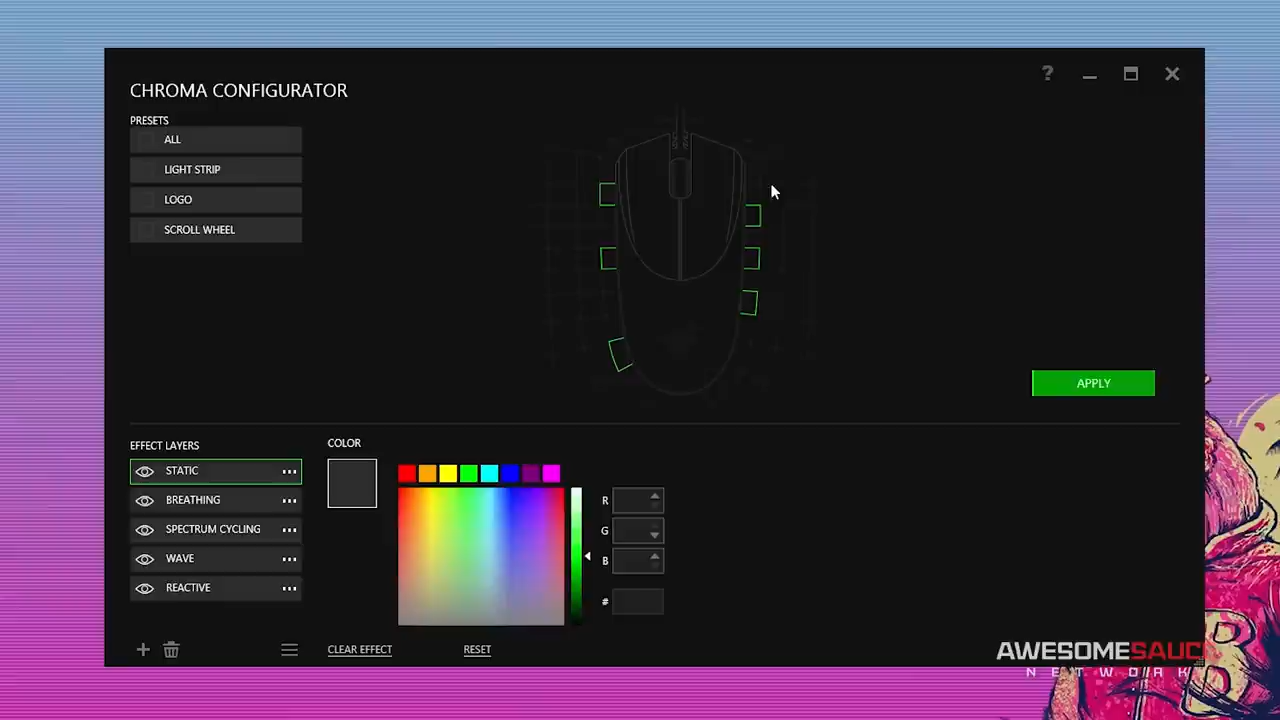 CHROMA CONFIGURATOR
?
PRESETS
ALL
LIGHT STRIP
LOGO
SCROLL WHEEL
APPLY
EFFECT LAYERS
STATIC
BREATHING
SPECTRUM CYCLING
WAVE
REACTIVE
COLOR
R
G
B
#
CLEAR EFFECT
RESET
AWESOMESAUC
NETWORK